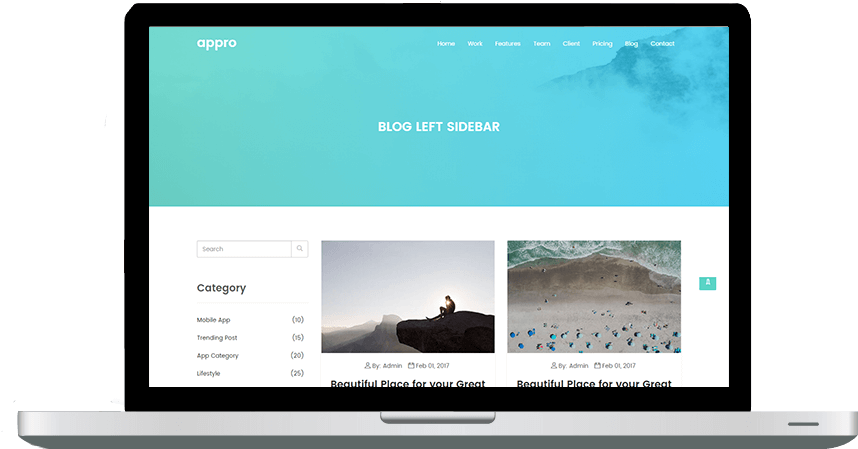 appro
Home Work Features Team Client Pricing Blog Contact
BLOG LEFT SIDEBAR
Search
Category
Mobile App (10)
Trending Post (15)
App Category (20)
Lifestyle (25)
By: Admin Feb 01, 2017
Beautiful Place for your Great
By: Admin Feb 01, 2017
Beautiful Place for your Great